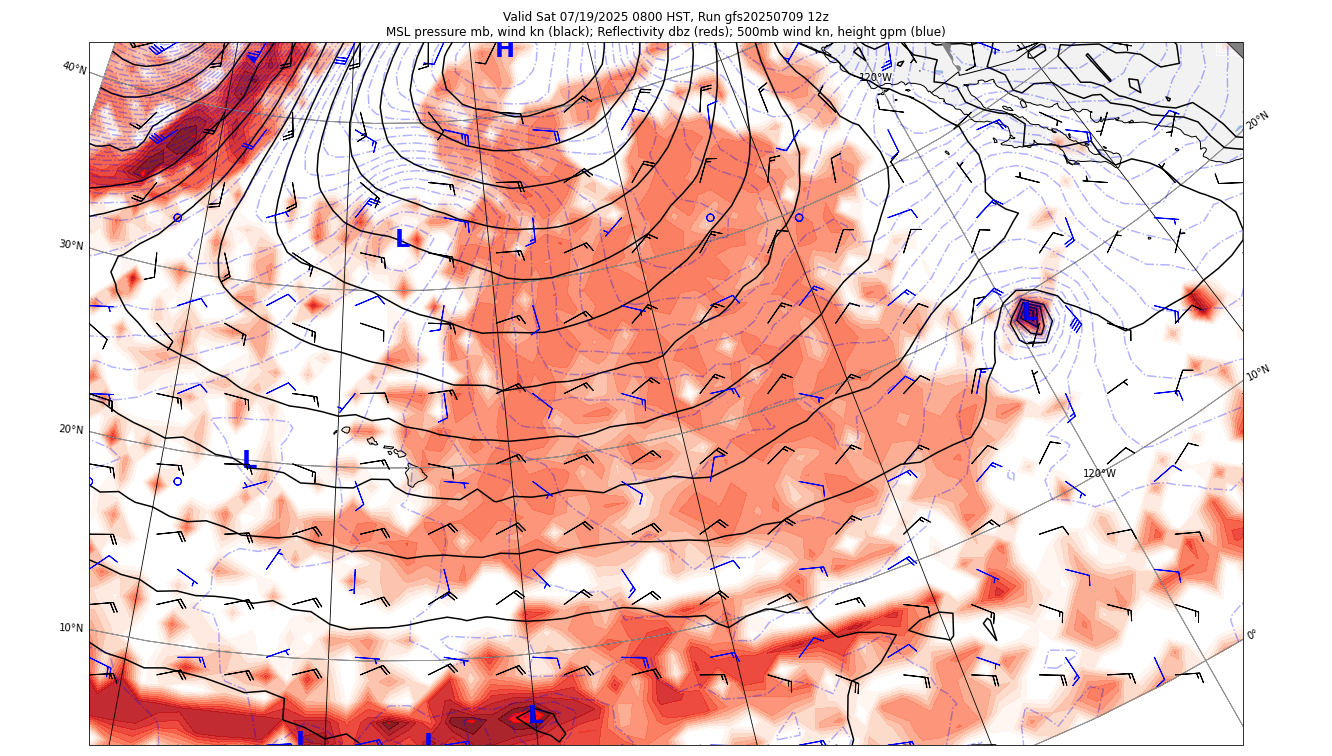 Valid Sat 07/19/2025 0800 HST, Run gfs20250709 12z
MSL pressure mb, wind kn (black); Reflectivity dbz (reds); 500mb wind kn, height gpm (blue)
H
40°N
120°W
20°N
30°N
L
L
10°N
20°N
L
120°W
10°N
0°
L
L
L